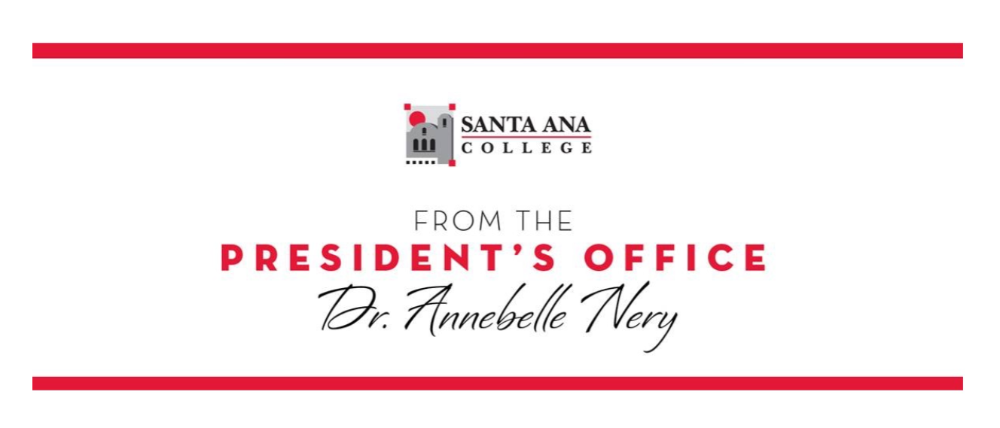 SANTA ANA
COLLEGE
FROM THE
PRESIDENT'S OFFICE
Dr. Annebelle Nery